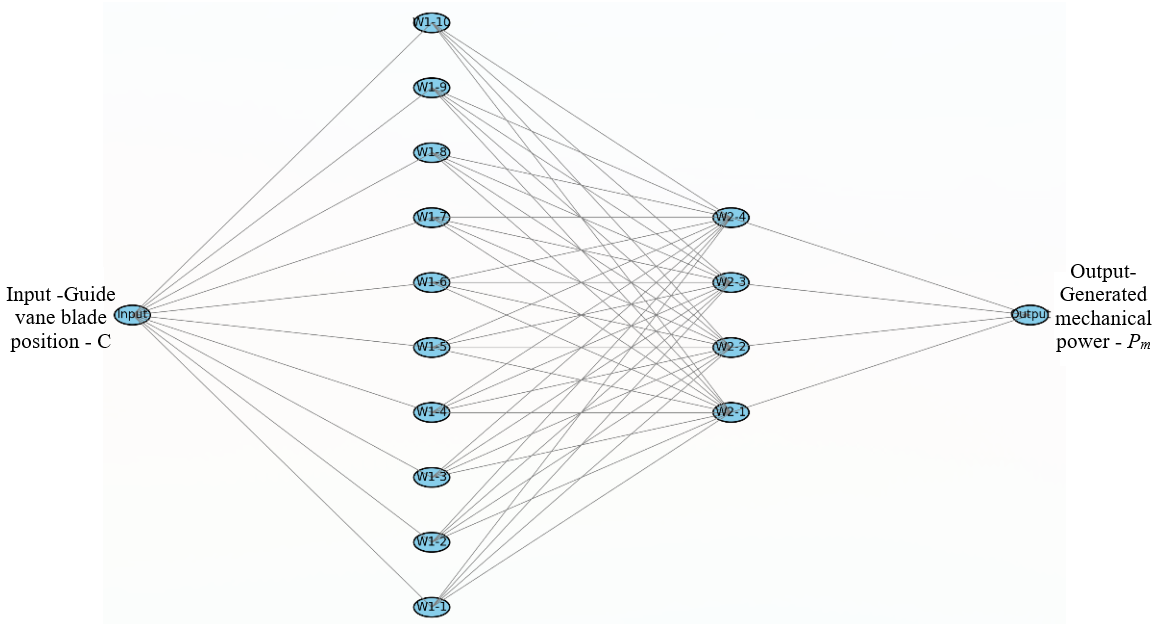 W1-10
W1-9
W1-8
W1-7
W2-4
W1-6
W2-3
Input -Guide
vane blade
position - C
Input
Output
Output-
Generated
mechanical
power - Pm
W1-5
W2-2
W1-4
W2-1
W1-3
W1-2
W1-1